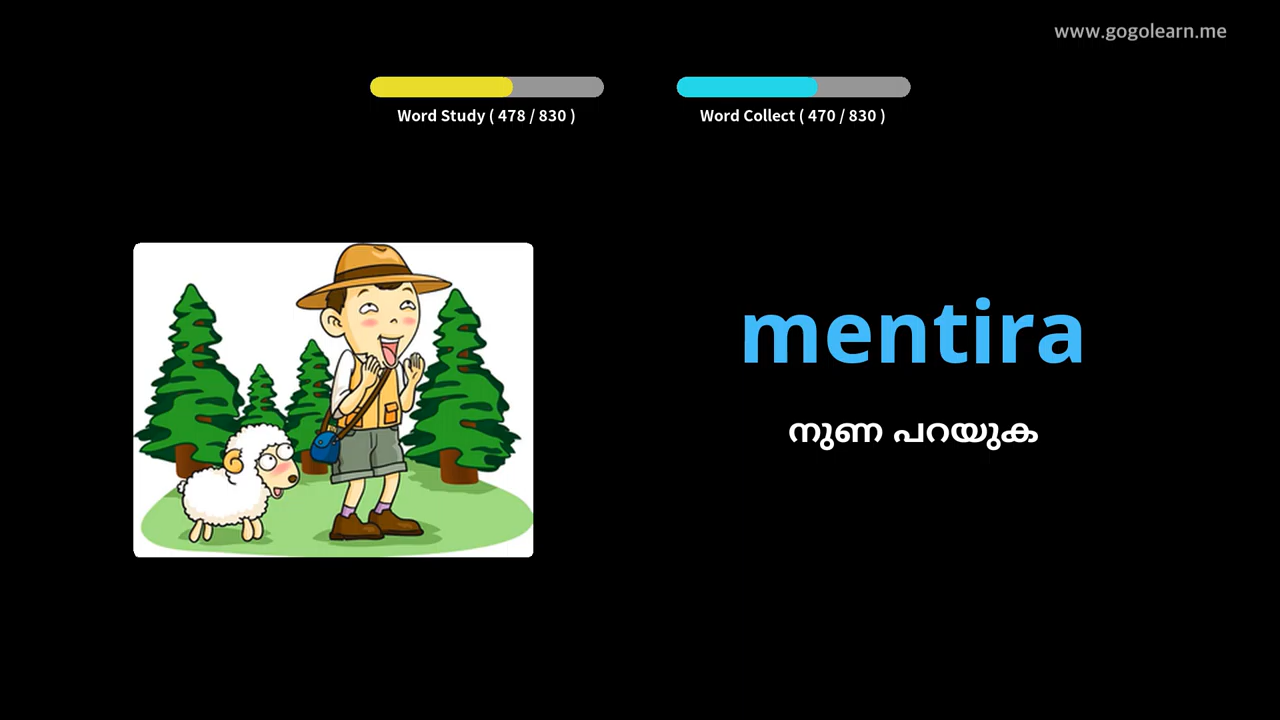 www.gogolearn.me
Word Study ( 478 / 830 )
Word Collect ( 470 / 830 )
mentira
നുണ പറയുക